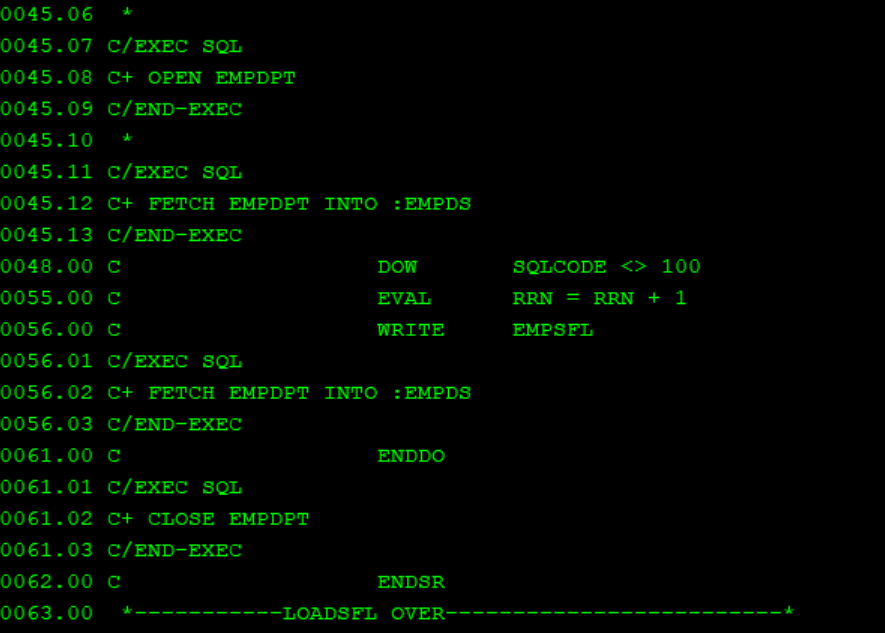 0045.06  *
0045.07 C/EXEC SQL
0045.08 C+ OPEN EMPDPT
0045.09 C/END-EXEC
0045.10  *
0045.11 C/EXEC SQL
0045.12 C+ FETCH EMPDPT INTO :EMPDS
0045.13 C/END-EXEC
0048.00 C                   DOW       SQLCODE <> 100
0055.00 C                   EVAL      RRN = RRN + 1
0056.00 C                   WRITE     EMPSFL
0056.01 C/EXEC SQL
0056.02 C+ FETCH EMPDPT INTO :EMPDS
0056.03 C/END-EXEC
0061.00 C                   ENDDO
0061.01 C/EXEC SQL
0061.02 C+ CLOSE EMPDPT
0061.03 C/END-EXEC
0062.00 C                   ENDSR
0063.00  *-----------LOADSFL OVER-------------------------*